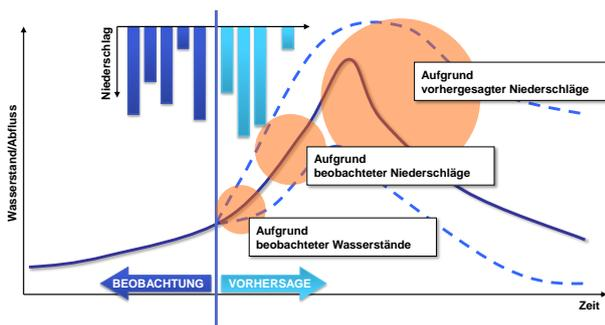 Niederschlag
Wasserstand/Abfluss
Aufgrund
vorhergesagter Niederschläge
Aufgrund
beobachteter Niederschläge
Aufgrund
beobachteter Wasserstände
BEOBACHTUNG
VORHERSAGE
Zeit